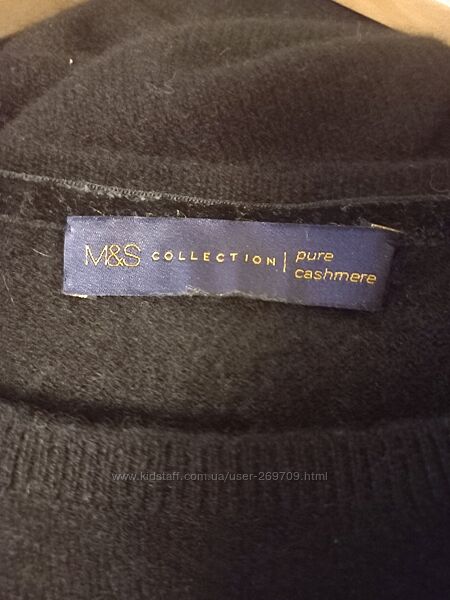 M&S COLLECTION | pure
cashmere
www.kidstaff.com.ua/user-269709.html